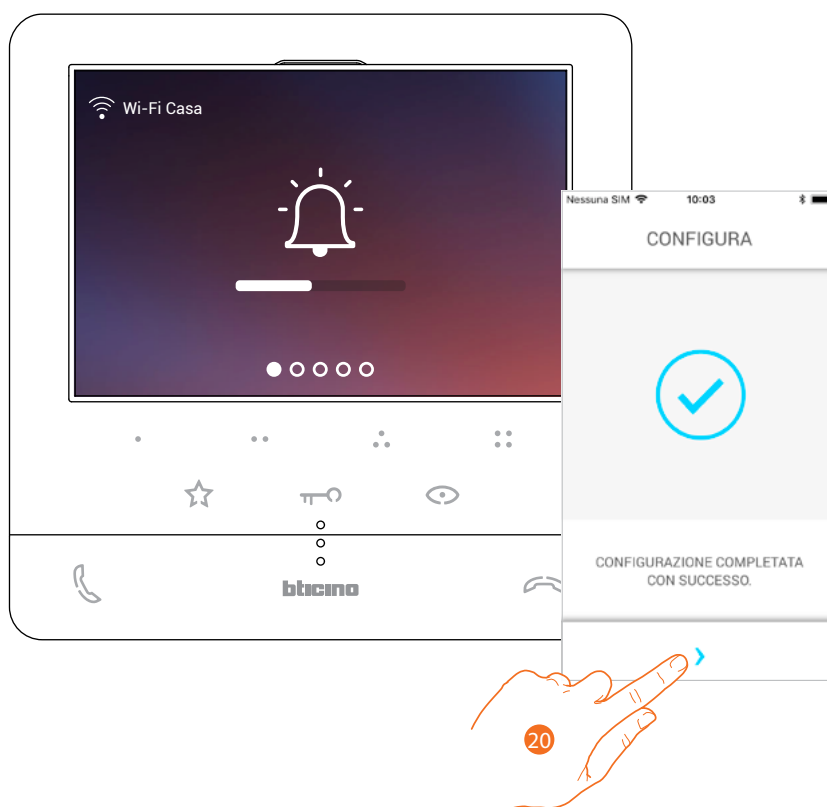 Wi-Fi Casa
Nessuna SIM 10:03
CONFIGURA
CONFIGURAZIONE COMPLETATA
CON SUCCESSO.
bticino
20